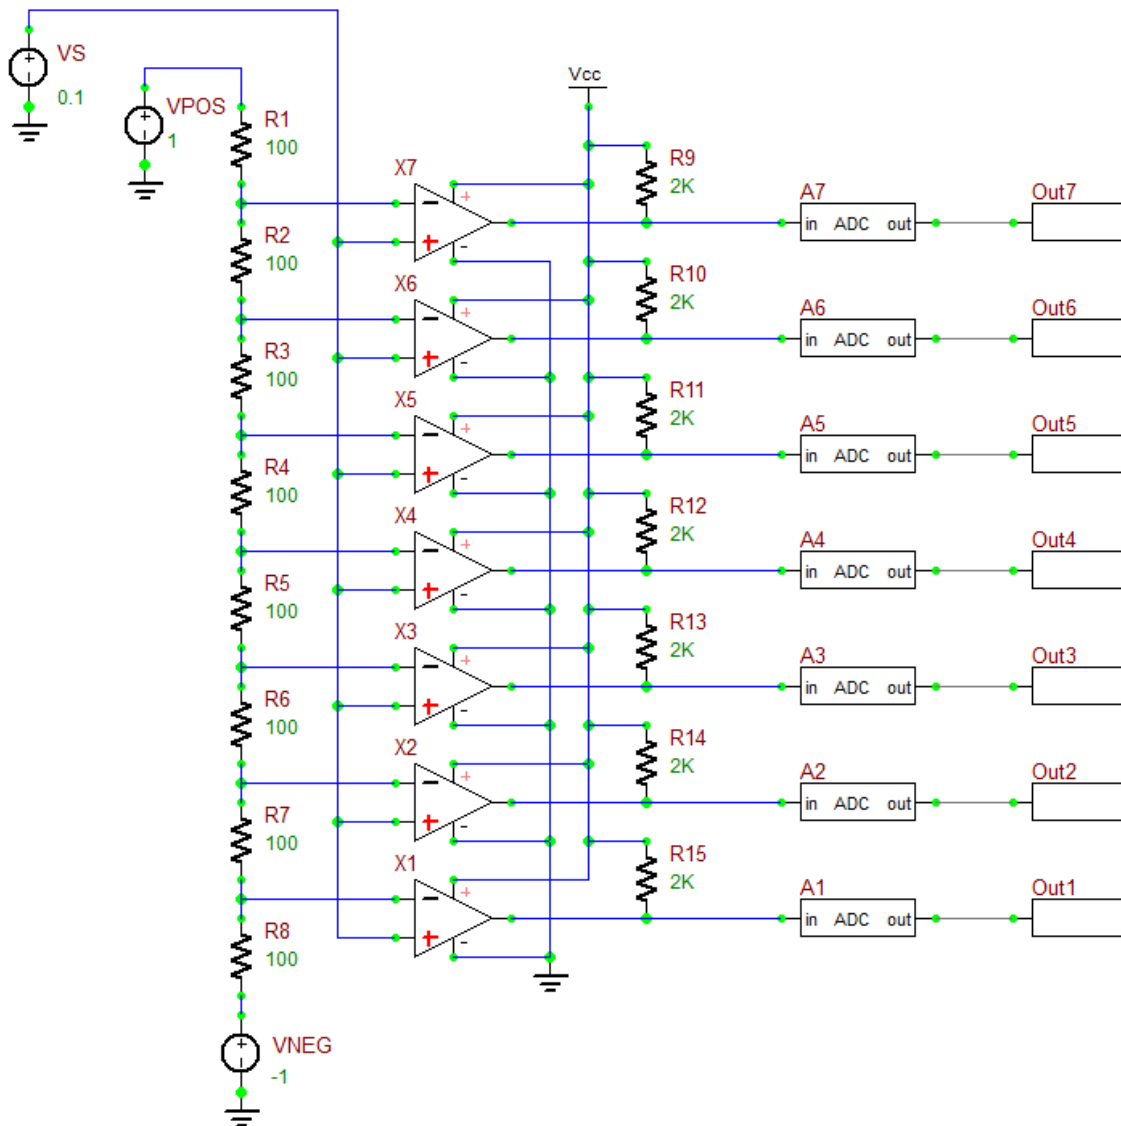 VS
0.1
VPOS
1
Vcc
R1
100
X7
R9
2K
A7
in ADC out
Out7
R2
100
X6
R10
2K
A6
in ADC out
Out6
R3
100
X5
R11
2K
A5
in ADC out
Out5
R4
100
X4
R12
2K
A4
in ADC out
Out4
R5
100
X3
R13
2K
A3
in ADC out
Out3
R6
100
X2
R14
2K
A2
in ADC out
Out2
R7
100
X1
R15
2K
A1
in ADC out
Out1
R8
100
VNEG
-1